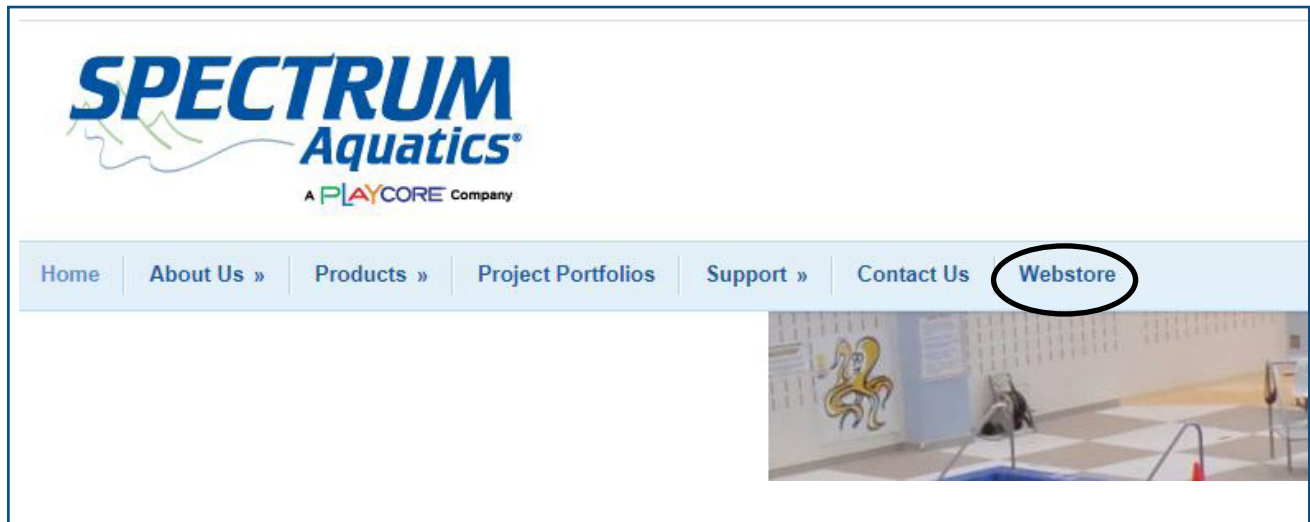 SPECTRUM
Aquatics®
A PLAYCORE Company
Home About Us » Products » Project Portfolios Support » Contact Us Webstore